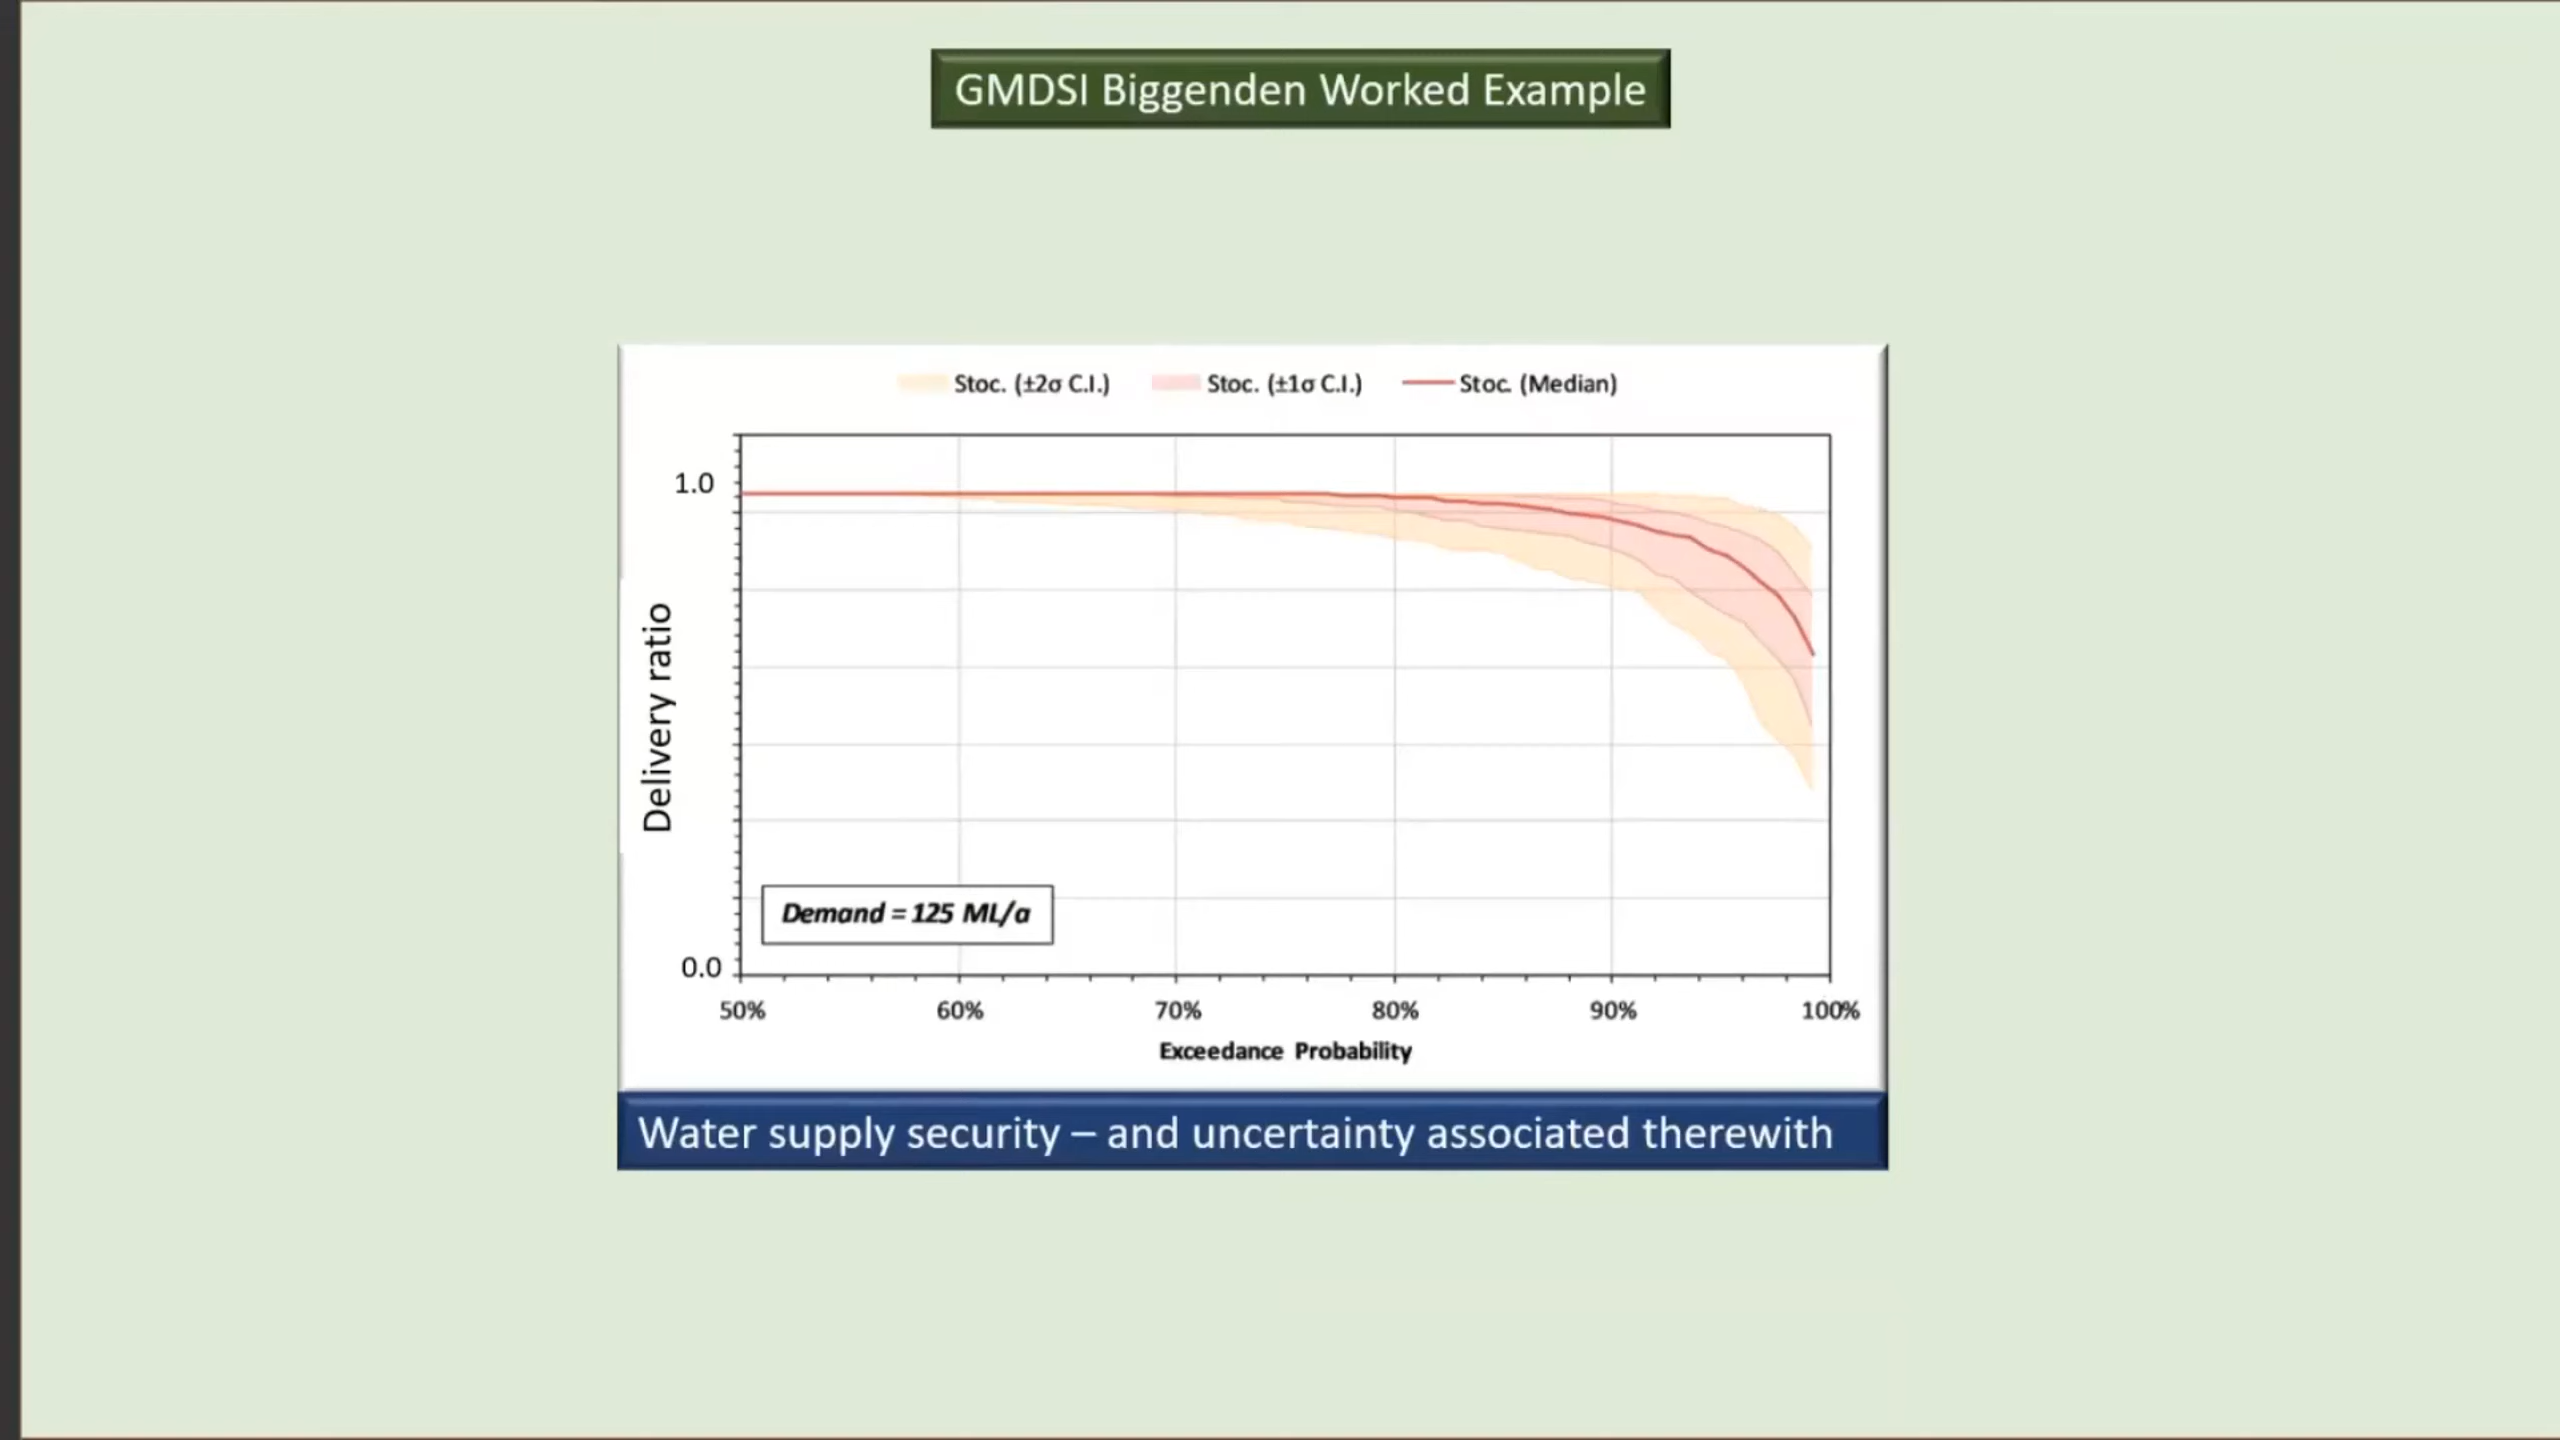 GMDSI Biggenden Worked Example
Stoc. (±2σ C.I.) Stoc. (±1σ C.I.) Stoc. (Median)
1.0
Delivery ratio
Demand = 125 ML/a
0.0
50% 60% 70% 80% 90% 100%
Exceedance Probability
Water supply security – and uncertainty associated therewith